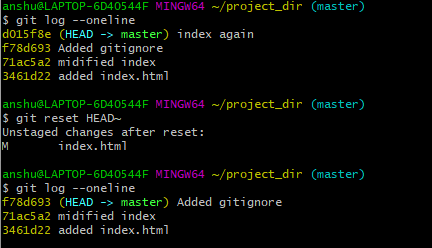 anshu@LAPTOP-6D40544F MINGW64 ~/project_dir (master)
$ git log --oneline
d015f8e (HEAD -> master) index again
f78d693 Added gitignore
71ac5a2 midified index
3461d22 added index.html
anshu@LAPTOP-6D40544F MINGW64 ~/project_dir (master)
$ git reset HEAD~
Unstaged changes after reset:
M       index.html
anshu@LAPTOP-6D40544F MINGW64 ~/project_dir (master)
$ git log --oneline
f78d693 (HEAD -> master) Added gitignore
71ac5a2 midified index
3461d22 added index.html